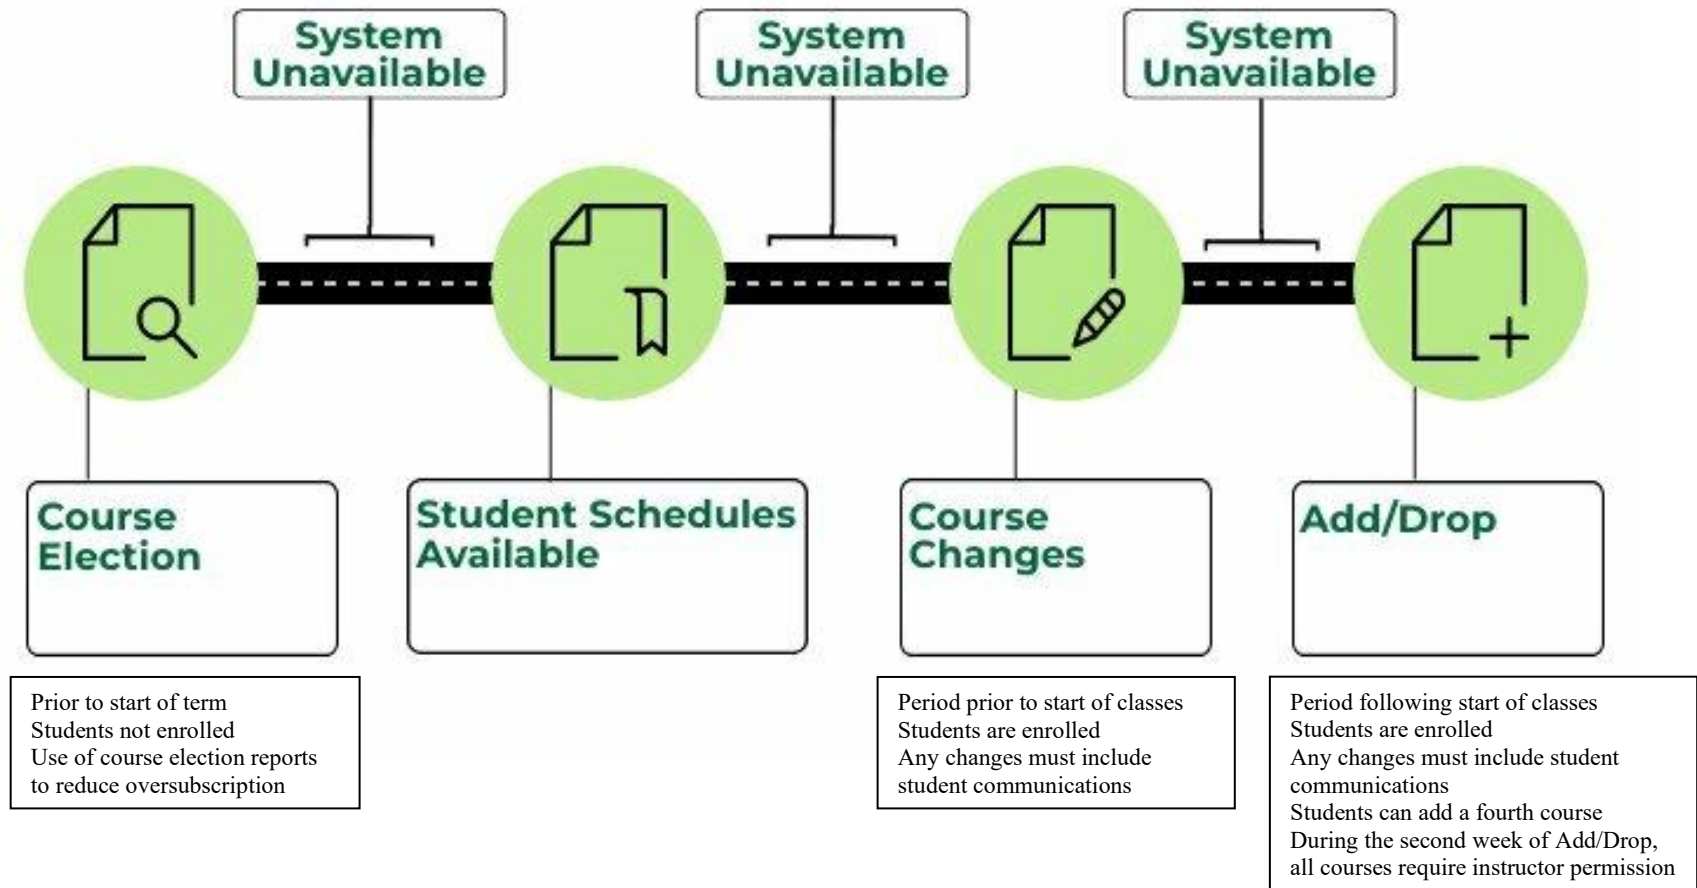 System
Unavailable
System
Unavailable
System
Unavailable
Course
Election
Student Schedules
Available
Course
Changes
Add/Drop
Prior to start of term
Students not enrolled
Use of course election reports
to reduce oversubscription
Period prior to start of classes
Students are enrolled
Any changes must include
student communications
Period following start of classes
Students are enrolled
Any changes must include student
communications
Students can add a fourth course
During the second week of Add/Drop,
all courses require instructor permission